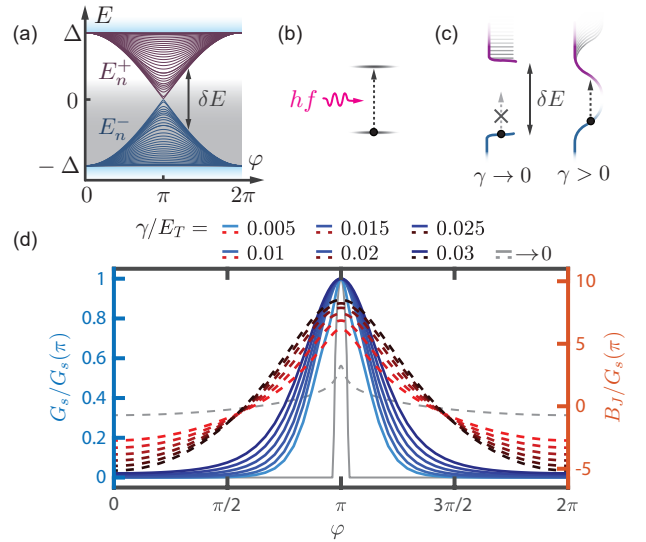 (a)
E
Δ
E_n^+
0
δE
E_n^-
−Δ
φ
0
π
2π
(b)
hf
(c)
δE
γ → 0
γ > 0
γ/E_T =
0.005
0.015
0.025
0.01
0.02
0.03
→0
(d)
G_s/G_s(π)
1
0.8
0.6
0.4
0.2
0
B_J/G_s(π)
10
5
0
-5
0
π/2
π
3π/2
2π
φ